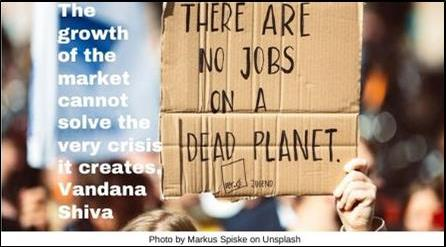 The
growth
of the
market
cannot
solve the
very crisis
it creates.
Vandana
Shiva
THERE ARE
NO JOBS
ON A
DEAD PLANET.
JUGEND
Photo by Markus Spiske on Unsplash